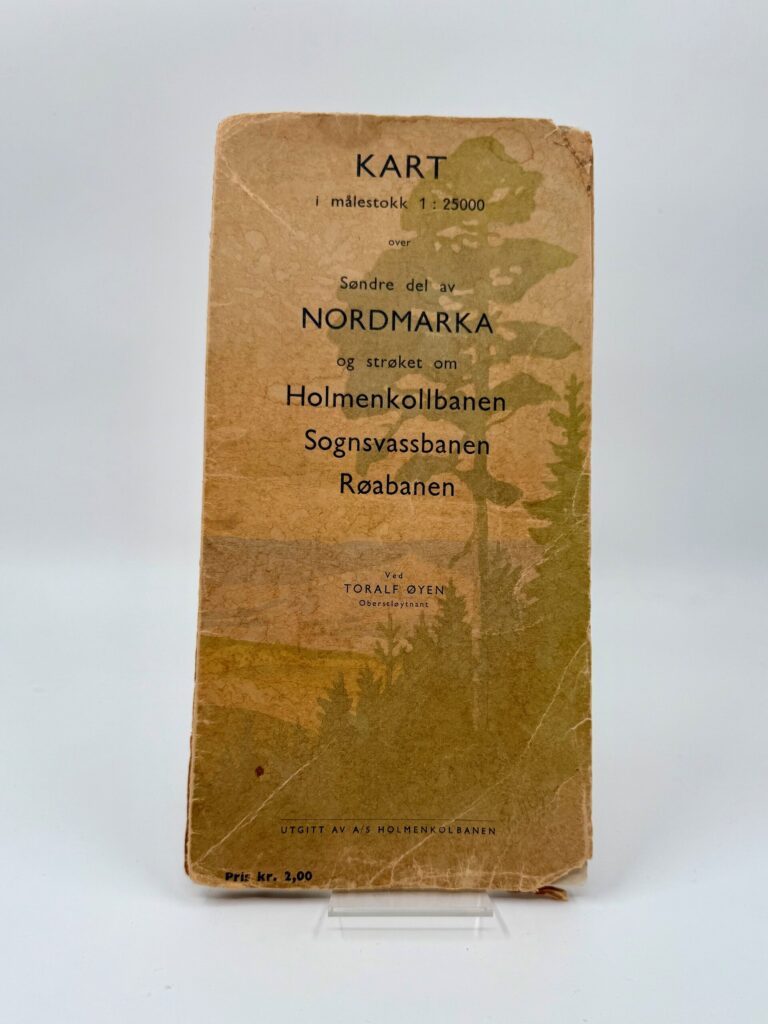 KART
i målestokk 1 : 25000
over
Søndre del av
NORDMARKA
og strøket om
Holmenkollbanen
Sognsvassbanen
Røabanen
Ved
TORALF ØYEN
Oberstløytnant
UTGITT AV A/S HOLMENKOLBANEN
Pris kr. 2,00